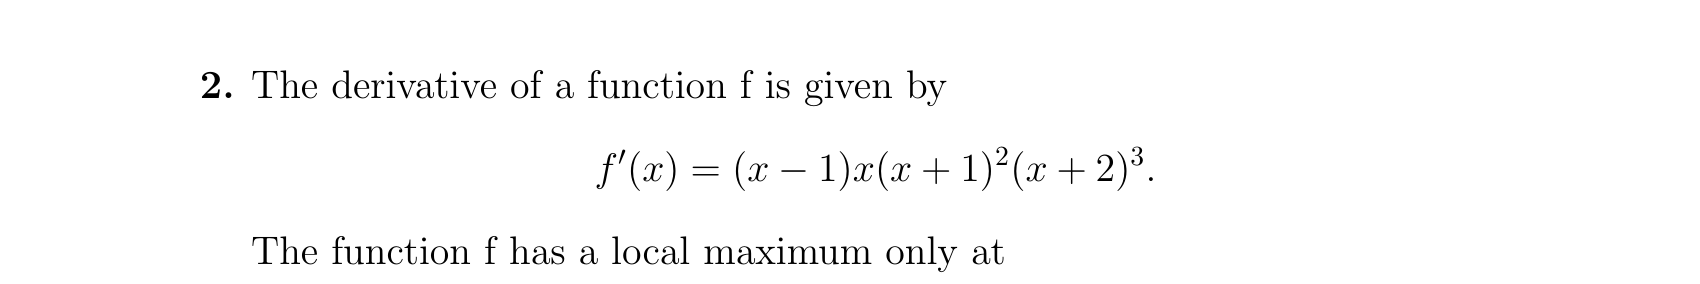 2. The derivative of a function f is given by
f′(x) = (x − 1)x(x + 1)²(x + 2)³.
The function f has a local maximum only at